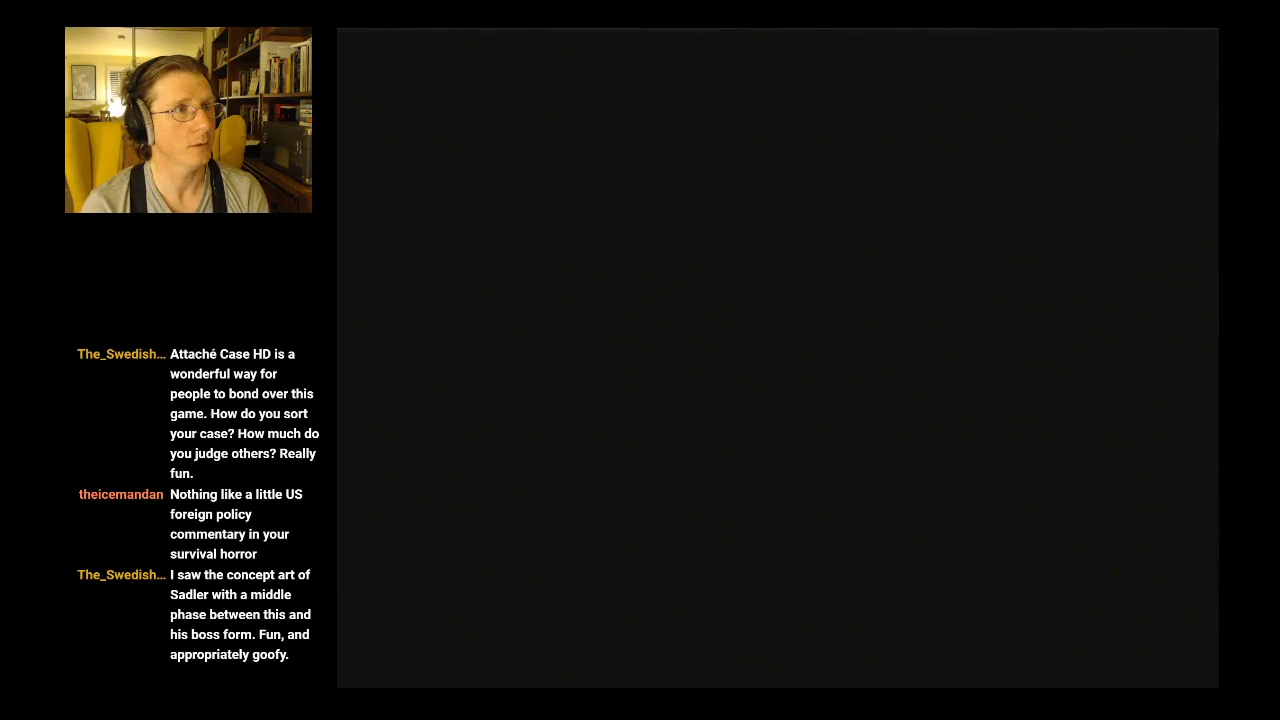 The_Swedish... Attaché Case HD is a
wonderful way for
people to bond over this
game. How do you sort
your case? How much do
you judge others? Really
fun.
theicemandan Nothing like a little US
foreign policy
commentary in your
survival horror
The_Swedish... I saw the concept art of
Sadler with a middle
phase between this and
his boss form. Fun, and
appropriately goofy.